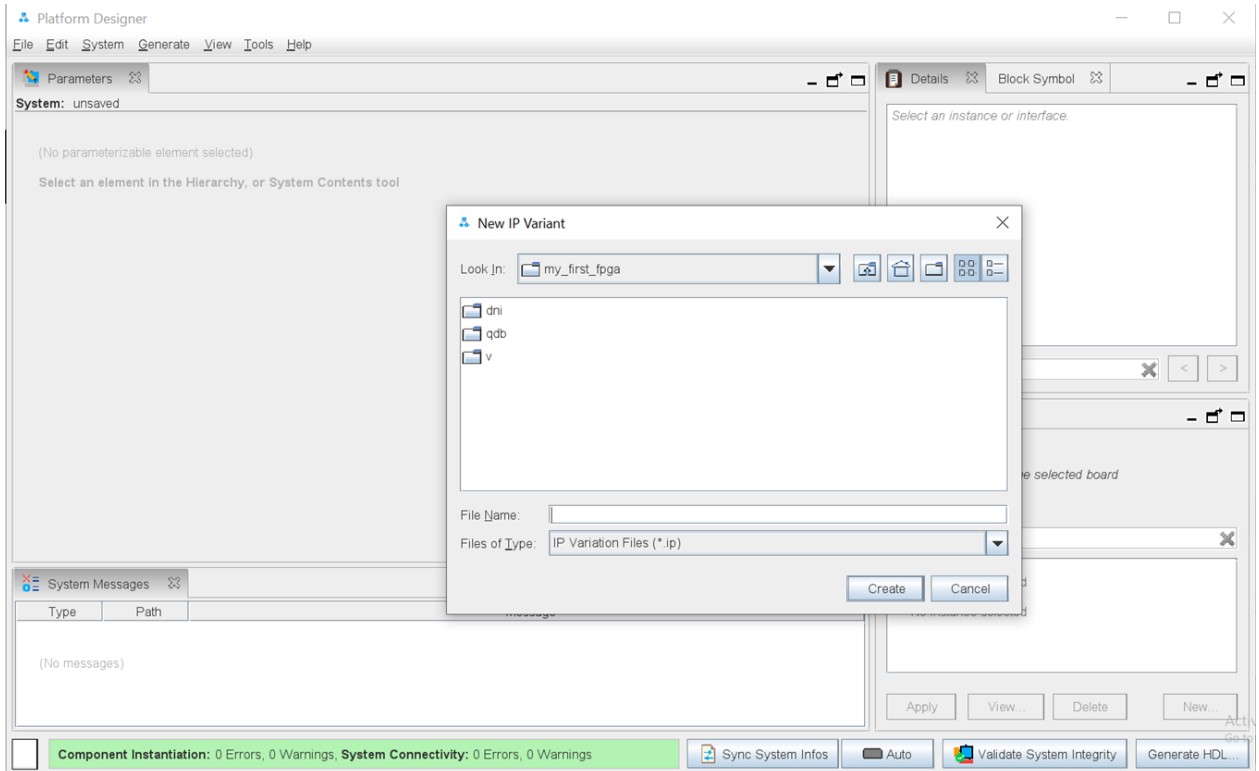 Platform Designer
File Edit System Generate View Tools Help
Parameters
System: unsaved
(No parameterizable element selected)
Select an element in the Hierarchy, or System Contents tool
Details
Block Symbol
Select an instance or interface.
New IP Variant
Look In: my_first_fpga
dni
qdb
v
File Name:
Files of Type: IP Variation Files (*.ip)
Create Cancel
< >
selected board
System Messages
Type Path Message
(No messages)
No instance selected
Apply View... Delete New...
Component Instantiation: 0 Errors, 0 Warnings, System Connectivity: 0 Errors, 0 Warnings
Sync System Infos
Auto
Validate System Integrity
Generate HDL...